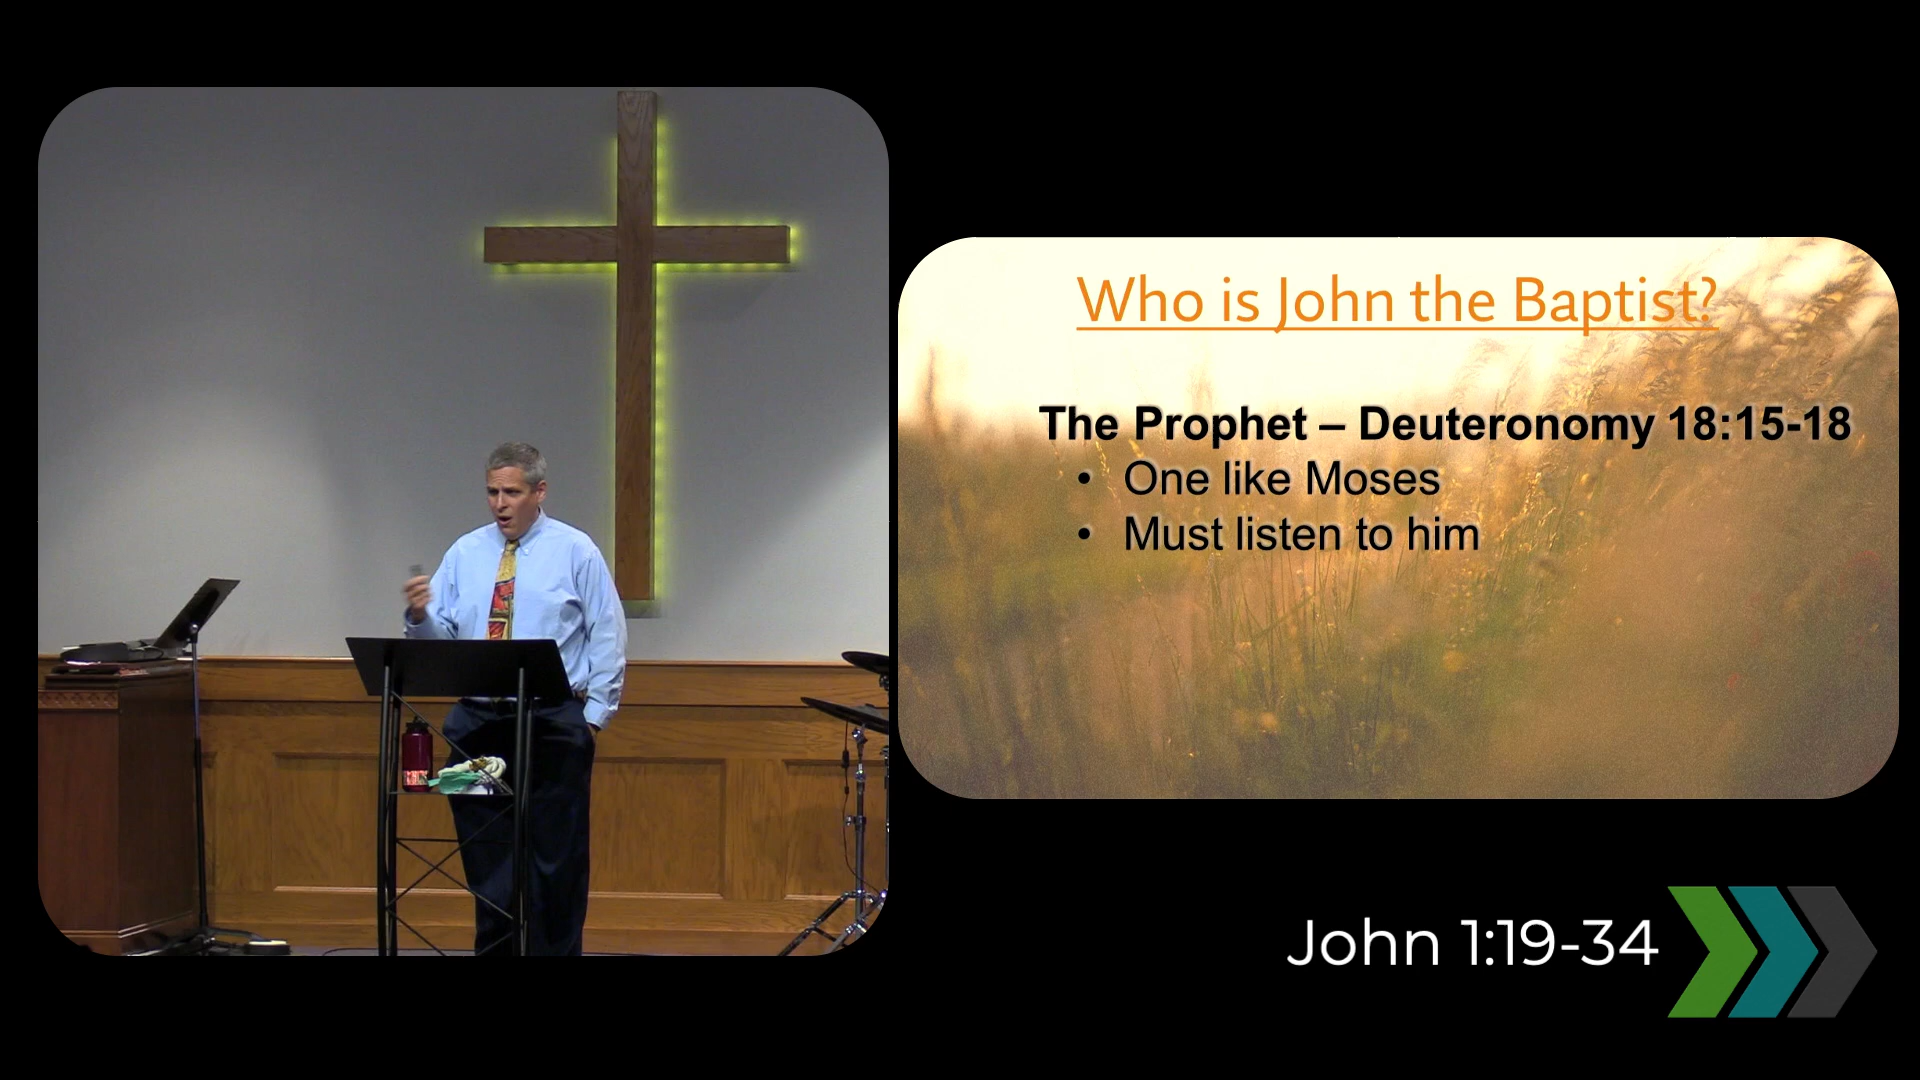 Who is John the Baptist?
The Prophet – Deuteronomy 18:15-18
• One like Moses
• Must listen to him
John 1:19-34